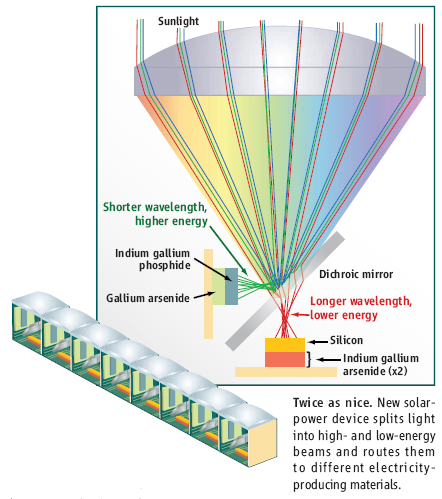 Sunlight
Shorter wavelength,
higher energy
Indium gallium
phosphide
Gallium arsenide
Dichroic mirror
Longer wavelength,
lower energy
Silicon
Indium gallium
arsenide (x2)
Twice as nice. New solar-
power device splits light
into high- and low-energy
beams and routes them
to different electricity-
producing materials.